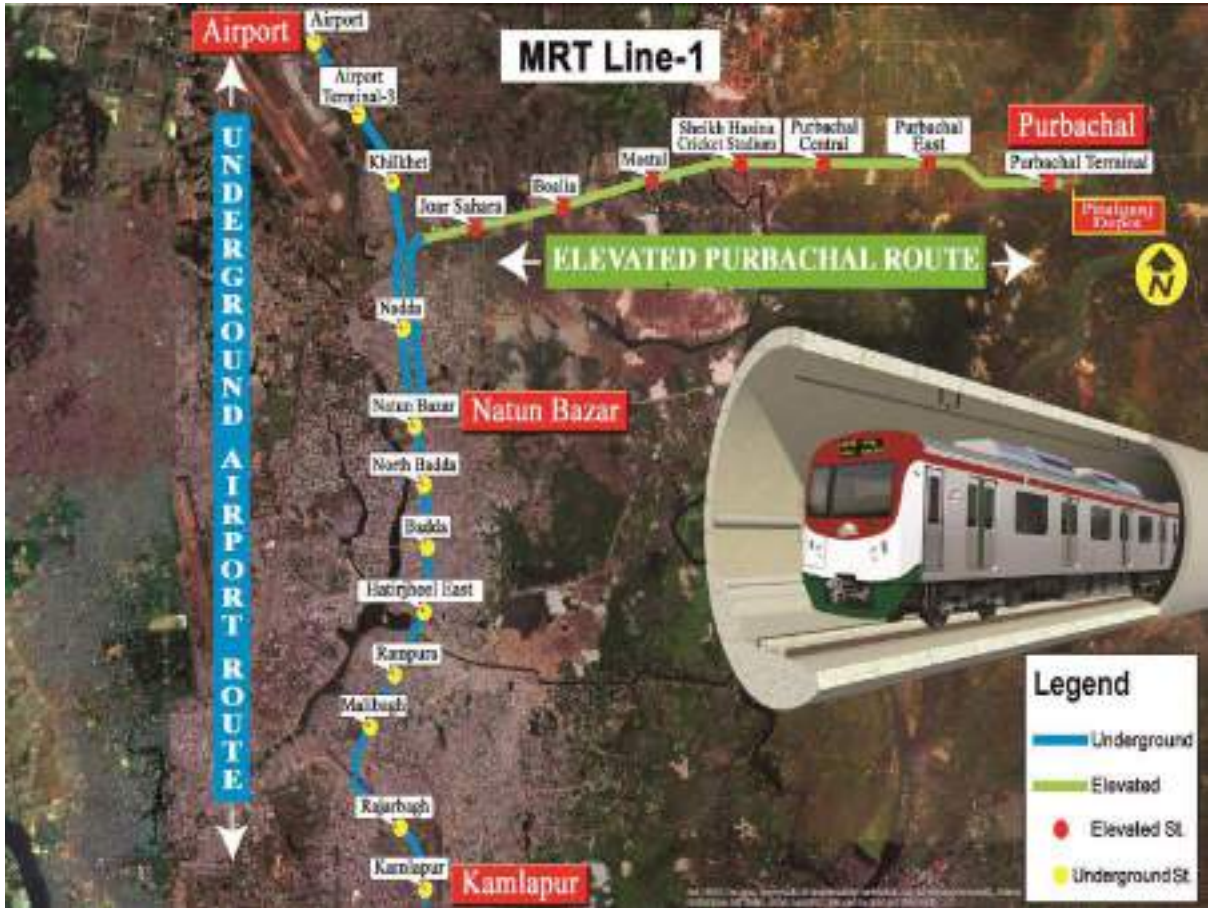 MRT Line-1
Airport
Airport
Airport
Terminal-3
Khilkhet
Joar Sahara
Boalia
Mostul
Sheikh Hasina
Cricket Stadium
Purbachal
Central
Purbachal
East
Purbachal
Purbachal Terminal
Depot
ELEVATED PURBACHAL ROUTE
N
UNDERGROUND AIRPORT ROUTE
Nadda
Natun Bazar
Natun Bazar
North Badda
Badda
Hatirjheel East
Rampura
Malibagh
Rajarbagh
Kamlapur
Kamlapur
Legend
Underground
Elevated
Elevated St.
Underground St.